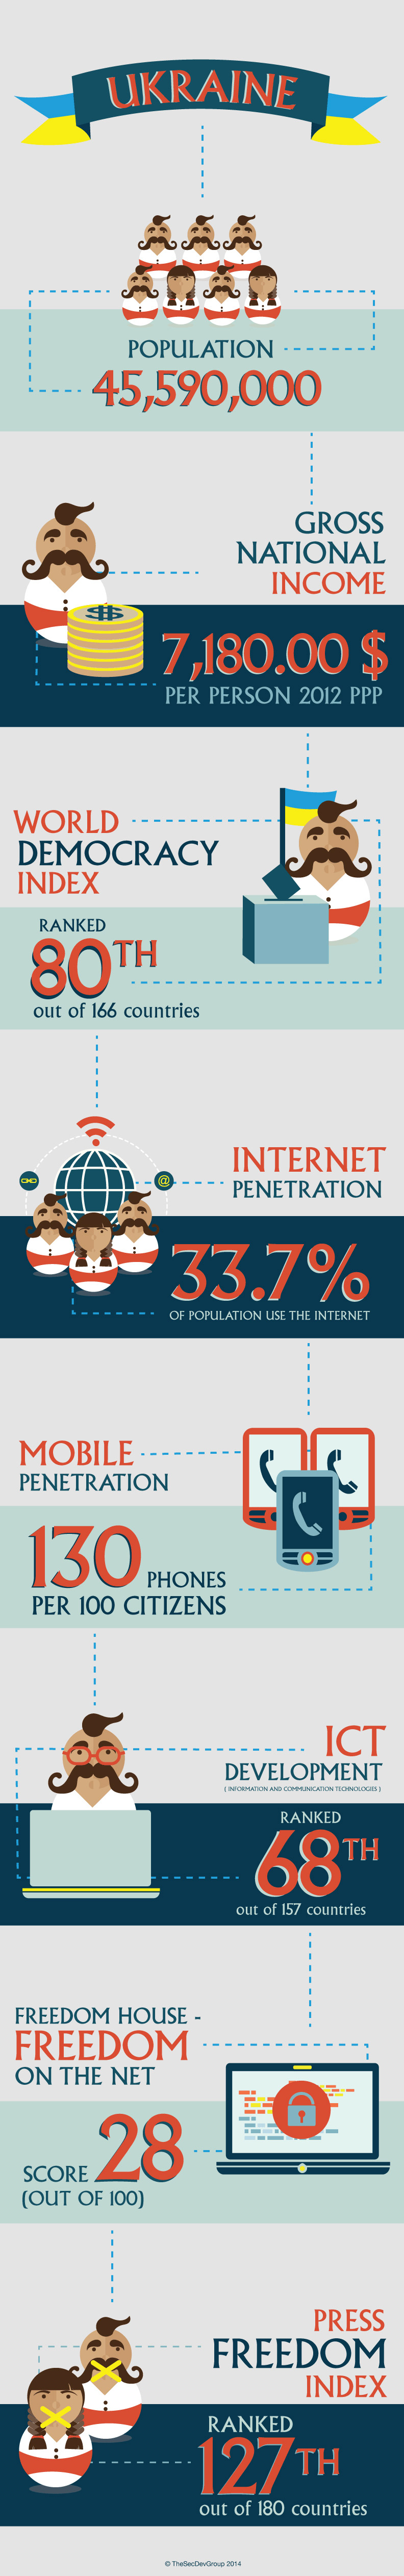 UKRAINE
POPULATION
45,590,000
GROSS
NATIONAL
INCOME
$
7,180.00 $
PER PERSON 2012 PPP
WORLD
DEMOCRACY
INDEX
RANKED
80TH
out of 166 countries
@
INTERNET
PENETRATION
33.7%
OF POPULATION USE THE INTERNET
MOBILE
PENETRATION
130 PHONES
PER 100 CITIZENS
ICT
DEVELOPMENT
( INFORMATION AND COMMUNICATION TECHNOLOGIES )
RANKED
68TH
out of 157 countries
FREEDOM HOUSE -
FREEDOM
ON THE NET
SCORE 28
(OUT OF 100)
PRESS
FREEDOM
INDEX
RANKED
127TH
out of 180 countries
© TheSecDevGroup 2014